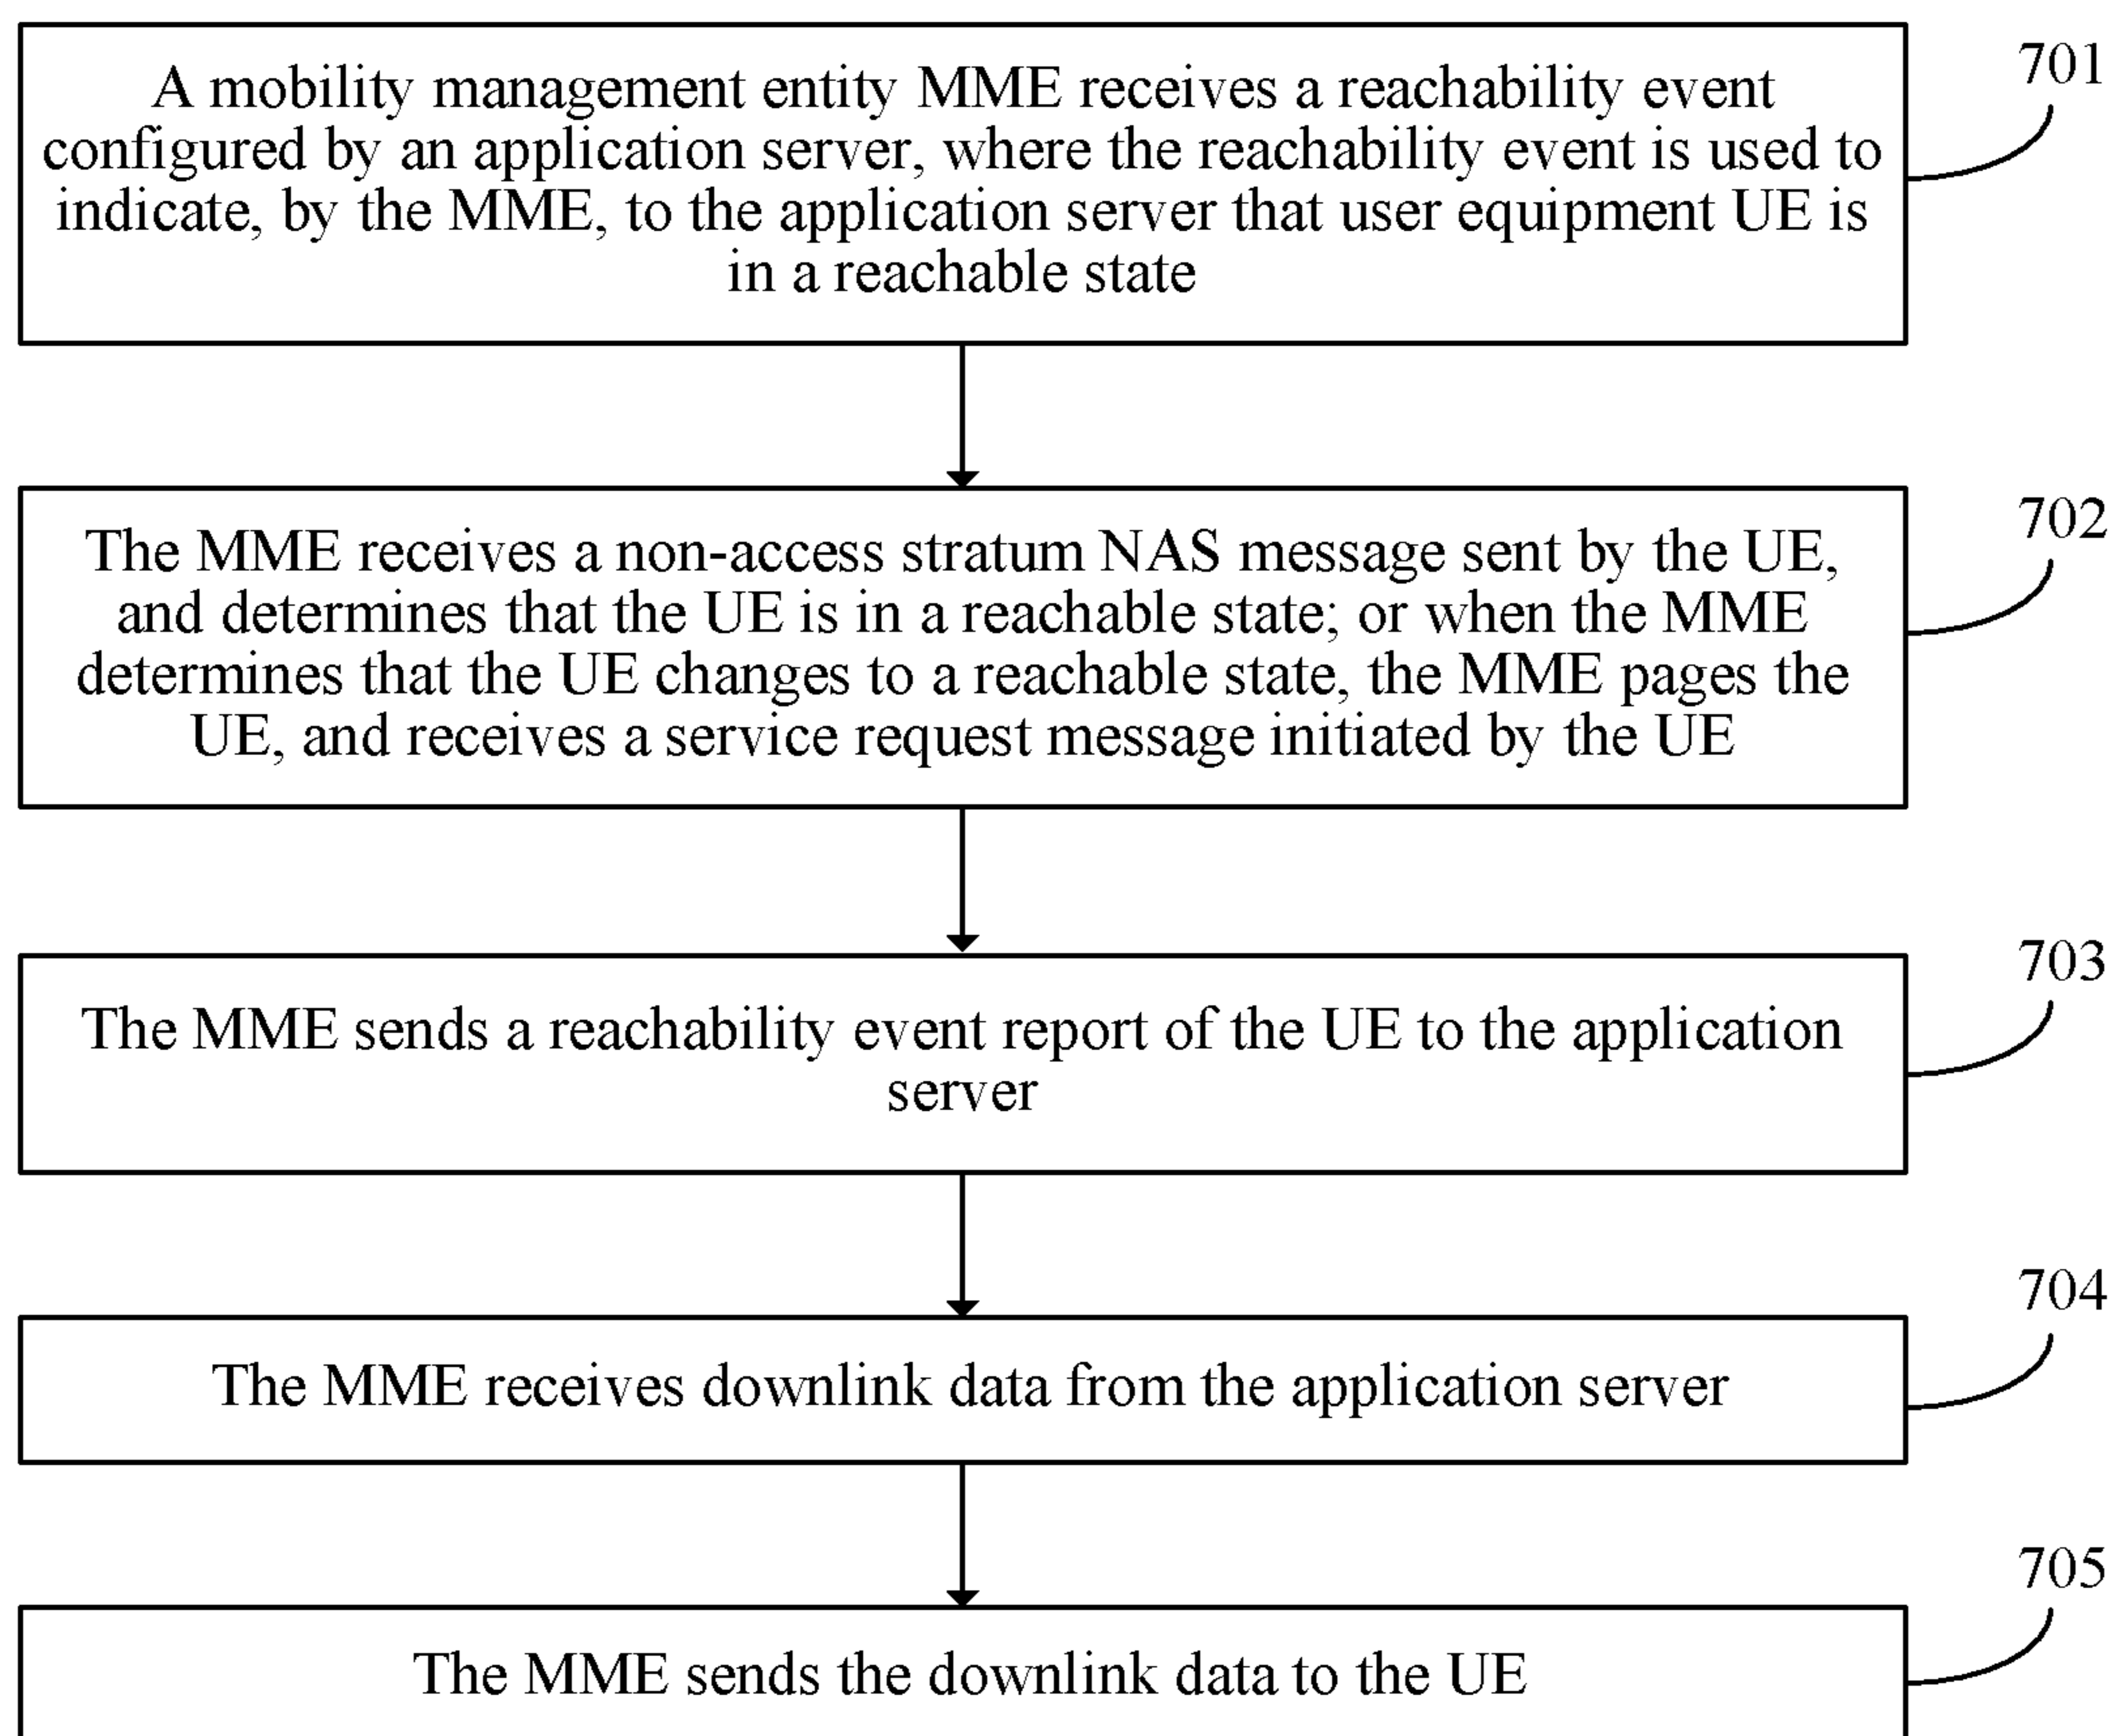 A mobility management entity MME receives a reachability event
configured by an application server, where the reachability event is used to
indicate, by the MME, to the application server that user equipment UE is
in a reachable state
701
The MME receives a non-access stratum NAS message sent by the UE,
and determines that the UE is in a reachable state; or when the MME
determines that the UE changes to a reachable state, the MME pages the
UE, and receives a service request message initiated by the UE
702
The MME sends a reachability event report of the UE to the application
server
703
The MME receives downlink data from the application server
704
The MME sends the downlink data to the UE
705